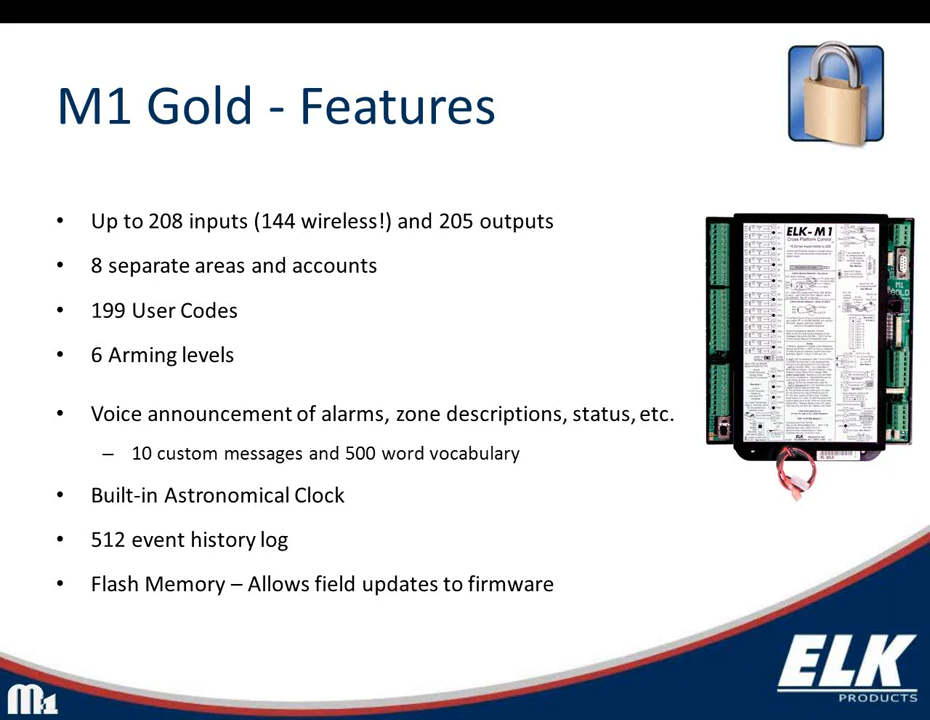 M1 Gold - Features
• Up to 208 inputs (144 wireless!) and 205 outputs
• 8 separate areas and accounts
• 199 User Codes
• 6 Arming levels
• Voice announcement of alarms, zone descriptions, status, etc.
– 10 custom messages and 500 word vocabulary
• Built-in Astronomical Clock
• 512 event history log
• Flash Memory – Allows field updates to firmware
ELK-M1
Cross Platform Control
M1
GOLD
M1
ELK
PRODUCTS